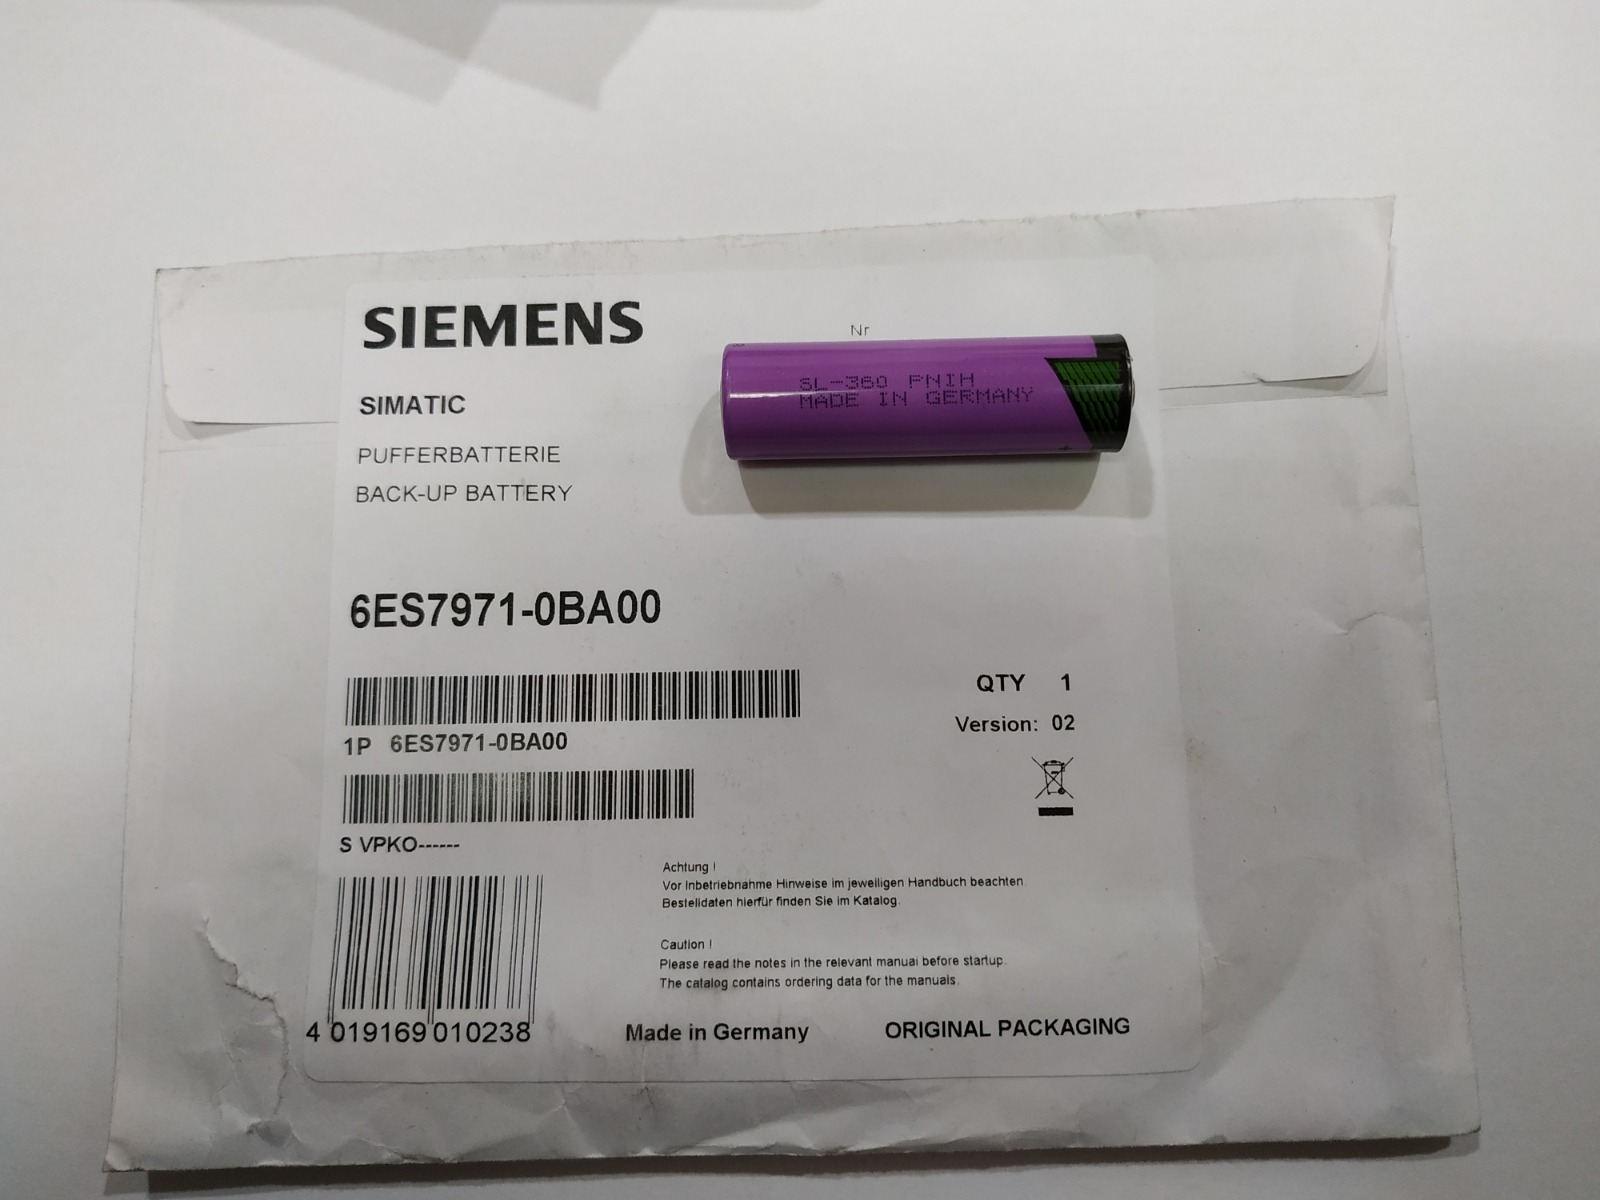 SIEMENS
Nr
SL-360 PNIH
MADE IN GERMANY
SIMATIC
PUFFERBATTERIE
BACK-UP BATTERY
6ES7971-0BA00
1P 6ES7971-0BA00
QTY 1
Version: 02
S VPKO------
Achtung !
Vor Inbetriebnahme Hinweise im jeweiligen Handbuch beachten.
Bestelldaten hierfür finden Sie im Katalog.
Caution !
Please read the notes in the relevant manual before startup.
The catalog contains ordering data for the manuals.
4 019169 010238
Made in Germany
ORIGINAL PACKAGING